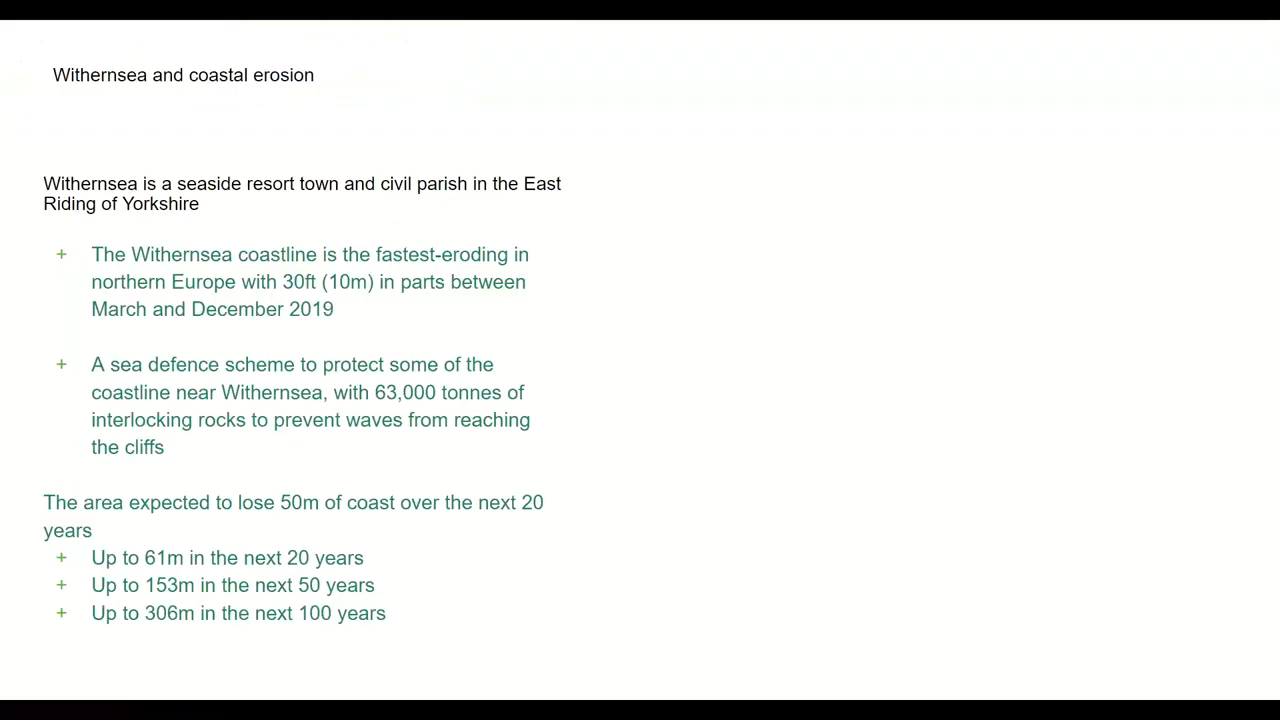 Withernsea and coastal erosion
Withernsea is a seaside resort town and civil parish in the East
Riding of Yorkshire
+ The Withernsea coastline is the fastest-eroding in
northern Europe with 30ft (10m) in parts between
March and December 2019
+ A sea defence scheme to protect some of the
coastline near Withernsea, with 63,000 tonnes of
interlocking rocks to prevent waves from reaching
the cliffs
The area expected to lose 50m of coast over the next 20
years
+ Up to 61m in the next 20 years
+ Up to 153m in the next 50 years
+ Up to 306m in the next 100 years